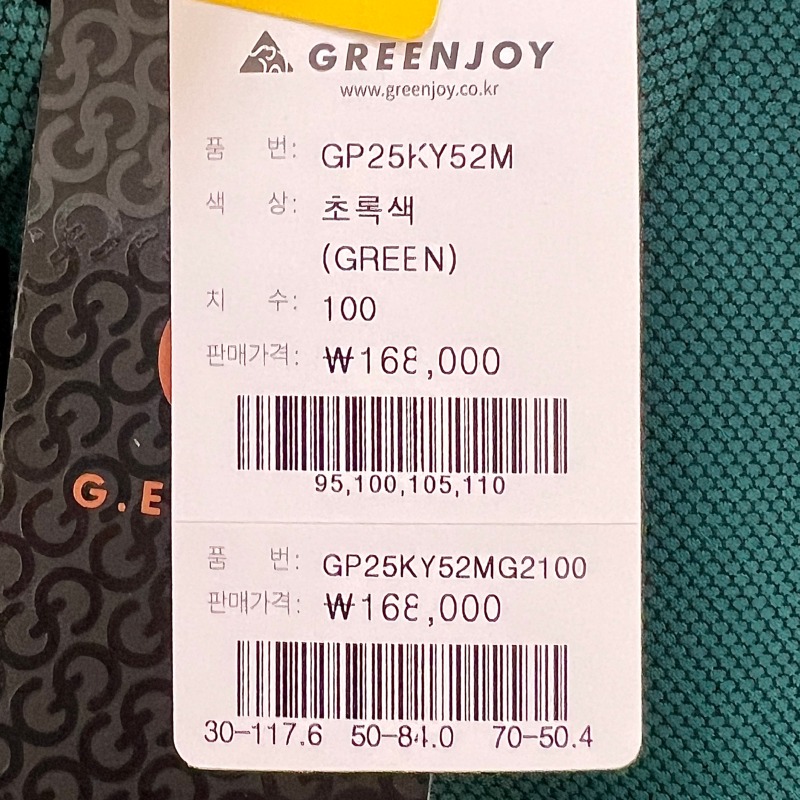 GREENJOY
www.greenjoy.co.kr
품 번: GP25KY52M
색 상: 초록색
(GREEN)
치 수: 100
판매가격: ₩168,000
95,100,105,110
G.E
품 번: GP25KY52MG2100
판매가격: ₩168,000
30-117.6 50-84.0 70-50.4